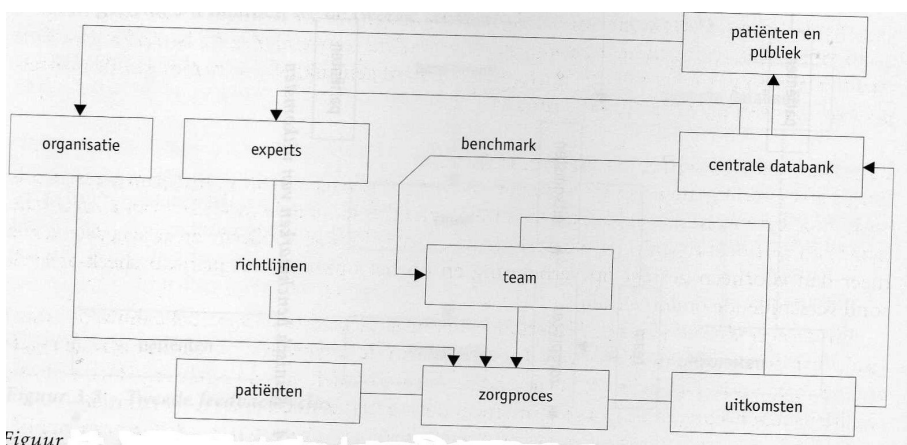 patiënten en
publiek
organisatie
experts
benchmark
centrale databank
richtlijnen
team
patiënten
zorgproces
uitkomsten
Figuur